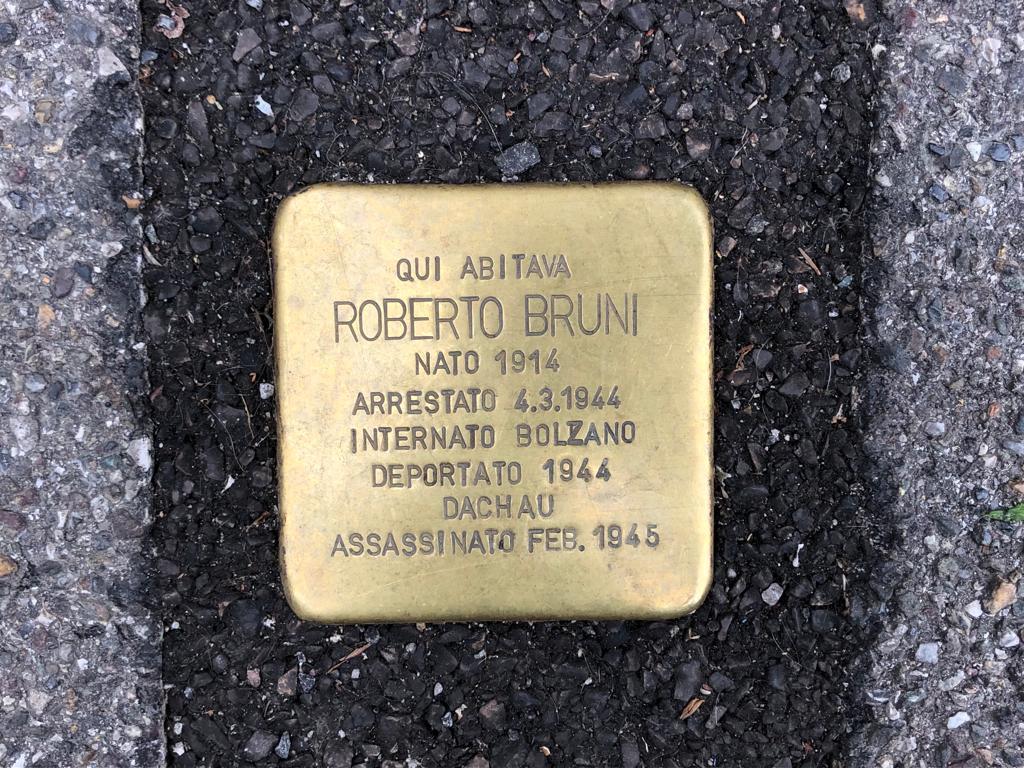 QUI ABITAVA
ROBERTO BRUNI
NATO 1914
ARRESTATO 4.3.1944
INTERNATO BOLZANO
DEPORTATO 1944
DACHAU
ASSASSINATO FEB. 1945